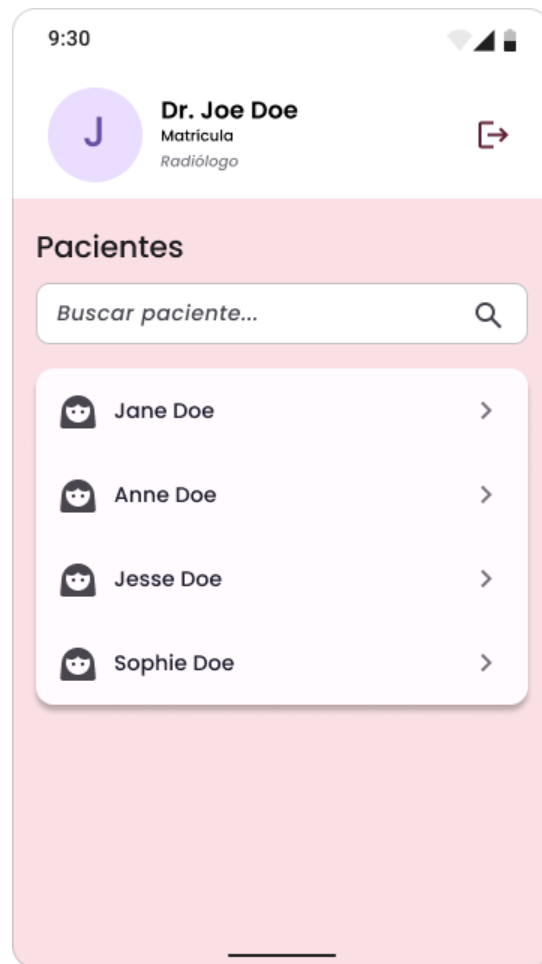 9:30
J
Dr. Joe Doe
Matrícula
Radiólogo
Pacientes
Buscar paciente...
Jane Doe
Anne Doe
Jesse Doe
Sophie Doe